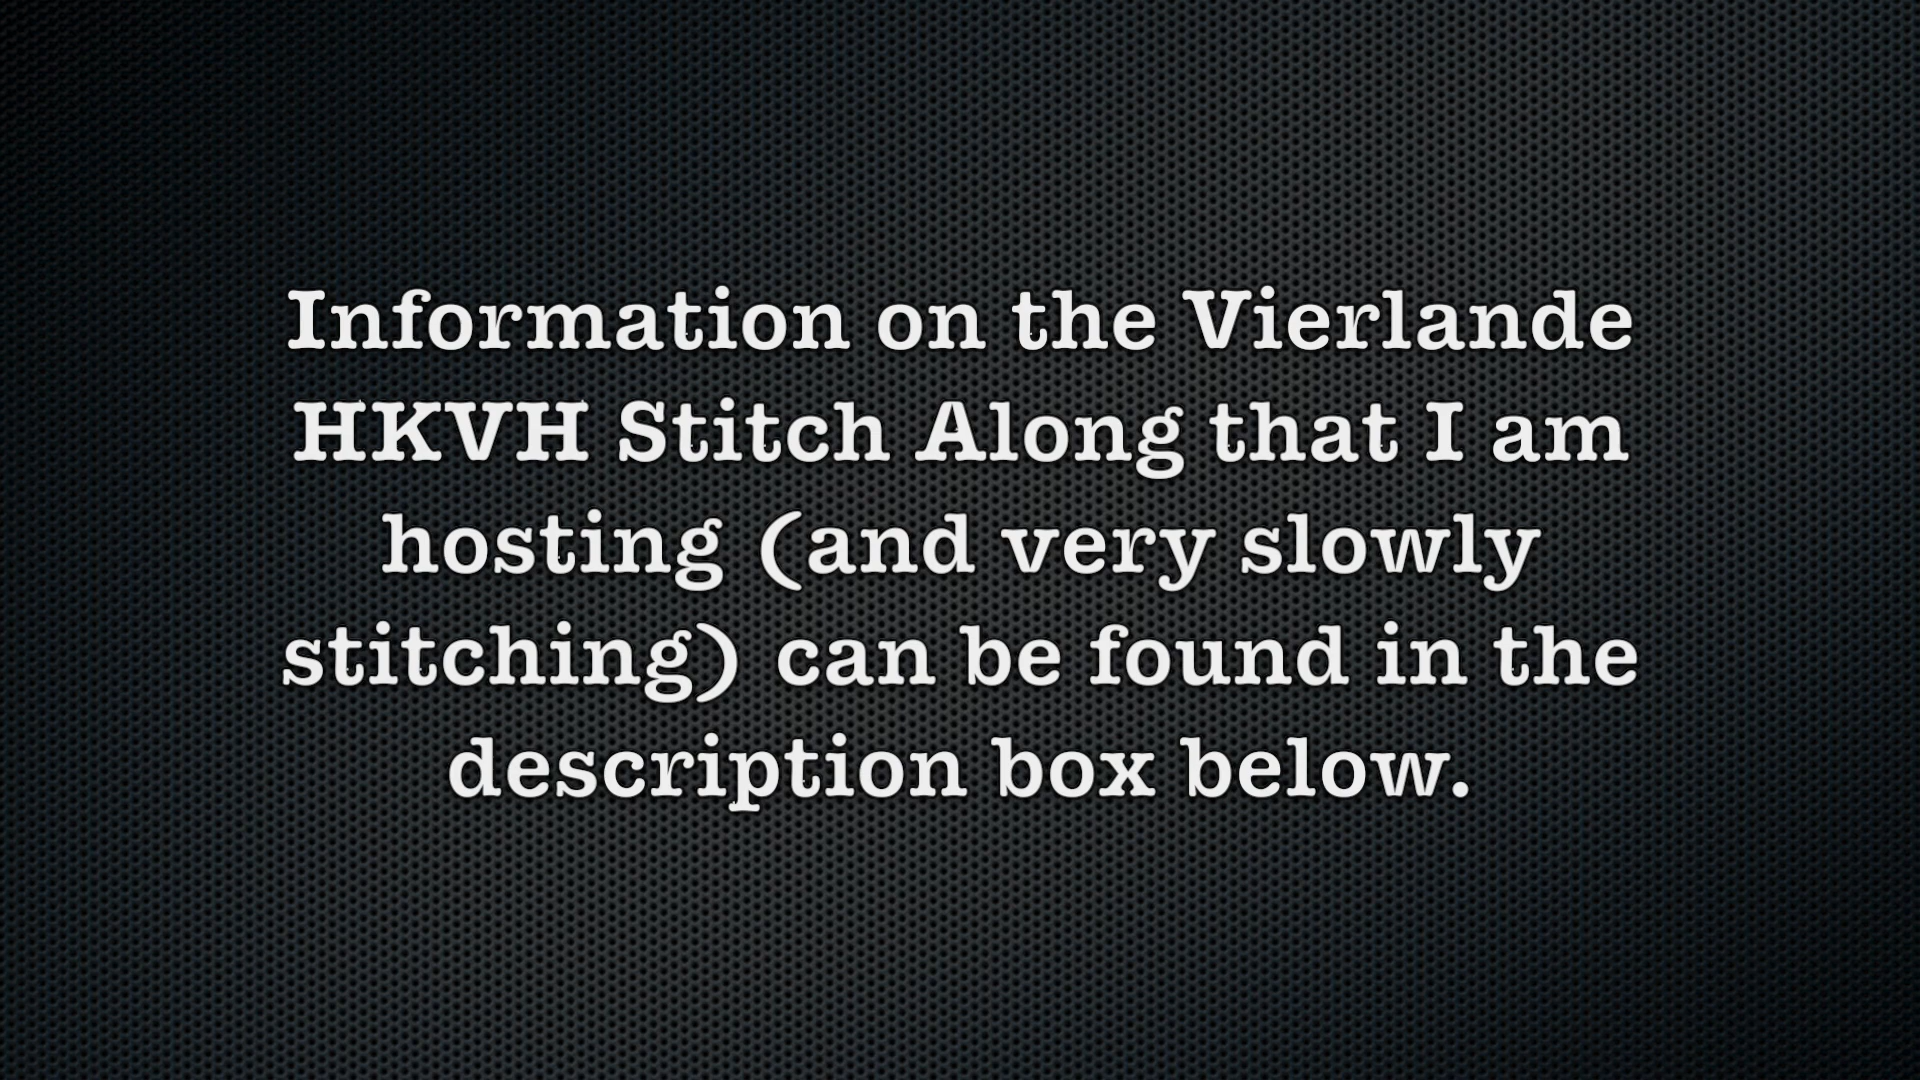 Information on the Vierlande
HKVH Stitch Along that I am
hosting (and very slowly
stitching) can be found in the
description box below.